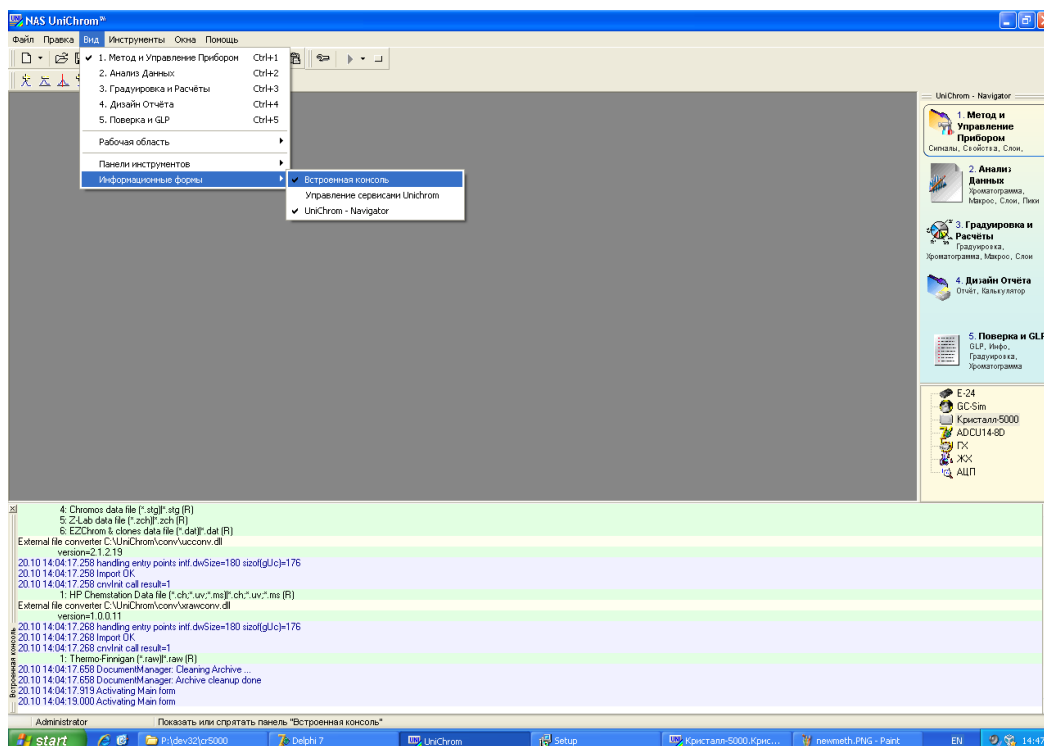 NAS UniChrom™
Файл Правка Вид Инструменты Окна Помощь
1. Метод и Управление Прибором Ctrl+1
2. Анализ Данных Ctrl+2
3. Градуировка и Расчёты Ctrl+3
4. Дизайн Отчёта Ctrl+4
5. Поверка и GLP Ctrl+5
Рабочая область
Панели инструментов
Информационные формы
Встроенная консоль
Управление сервисами Unichrom
UniChrom - Navigator
UniChrom - Navigator
1. Метод и
Управление
Прибором
Сигналы, Свойства, Слои,
2. Анализ
Данных
Хроматограмма,
Макрос, Слои, Пики
3. Градуировка и
Расчёты
Градуировка,
Хроматограмма, Макрос, Слои
4. Дизайн Отчёта
Отчёт, Калькулятор
5. Поверка и GLP
GLP, Инфо,
Градуировка,
Хроматограмма
E-24
GC-Sim
Кристалл-5000
ADCU14-8D
ГХ
ЖХ
АЦП
4: Chromos data file (*.stg)|*.stg (R)
5: Z-Lab data file (*.zch)|*.zch (R)
6: EZChrom & clones data file (*.dat)|*.dat (R)
External file converter C:\UniChrom\conv\ucconv.dll
version=2.1.2.19
20.10 14:04:17.258 handling entry points intf.dwSize=180 sizof(gUc)=176
20.10 14:04:17.258 Import OK
20.10 14:04:17.258 cnvInit call result=1
1: HP Chemstation Data file (*.ch;*.uv;*.ms)|*.ch;*.uv;*.ms (R)
External file converter C:\UniChrom\conv\xrawconv.dll
version=1.0.0.11
20.10 14:04:17.268 handling entry points intf.dwSize=180 sizof(gUc)=176
20.10 14:04:17.268 Import OK
20.10 14:04:17.268 cnvInit call result=1
1: Thermo-Finnigan (*.raw)|*.raw (R)
20.10 14:04:17.658 DocumentManager: Cleaning Archive ...
20.10 14:04:17.658 DocumentManager: Archive cleanup done
20.10 14:04:17.919 Activating Main form
20.10 14:04:19.000 Activating Main form
Встроенная консоль
Administrator Показать или спрятать панель "Встроенная консоль"
start P:\dev32\cr5000 Delphi 7 UniChrom Setup Кристалл-5000.Крис... newmeth.PNG - Paint EN 14:47